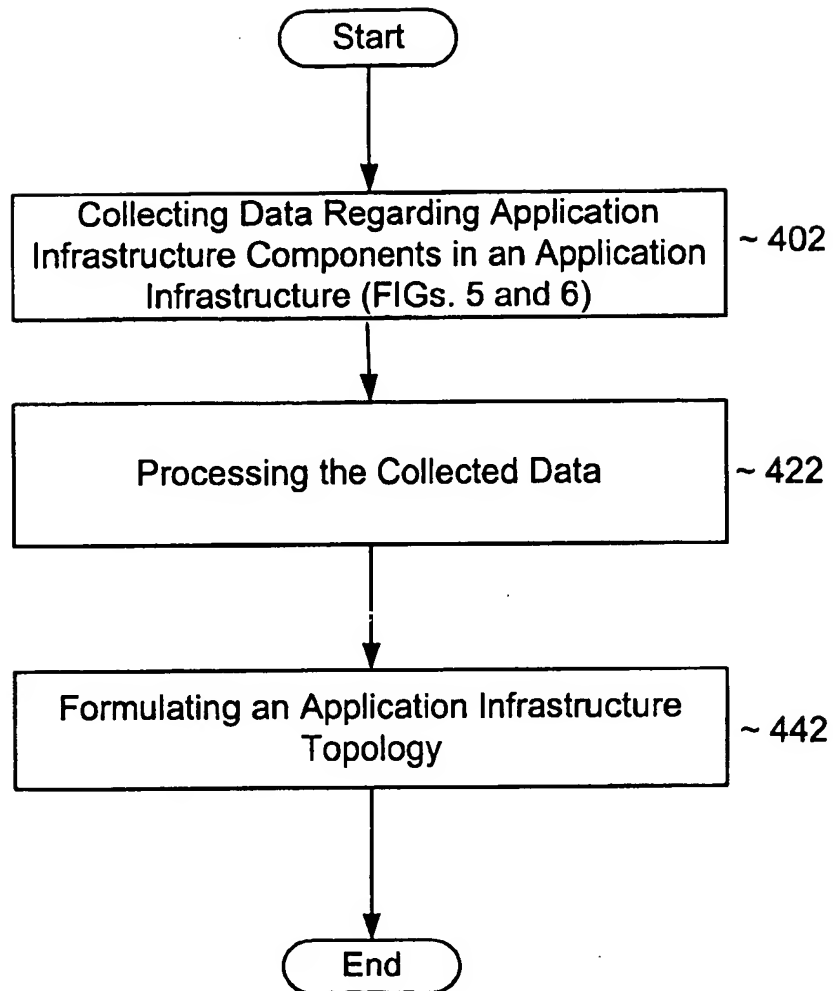 Start
Collecting Data Regarding Application
Infrastructure Components in an Application
Infrastructure (FIGs. 5 and 6)
~ 402
Processing the Collected Data
~ 422
Formulating an Application Infrastructure
Topology
~ 442
End